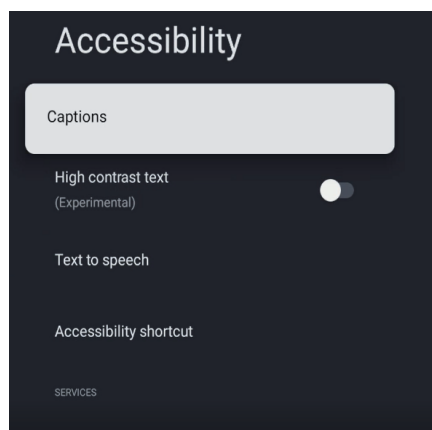 Accessibility
Captions
High contrast text
(Experimental)
Text to speech
Accessibility shortcut
SERVICES